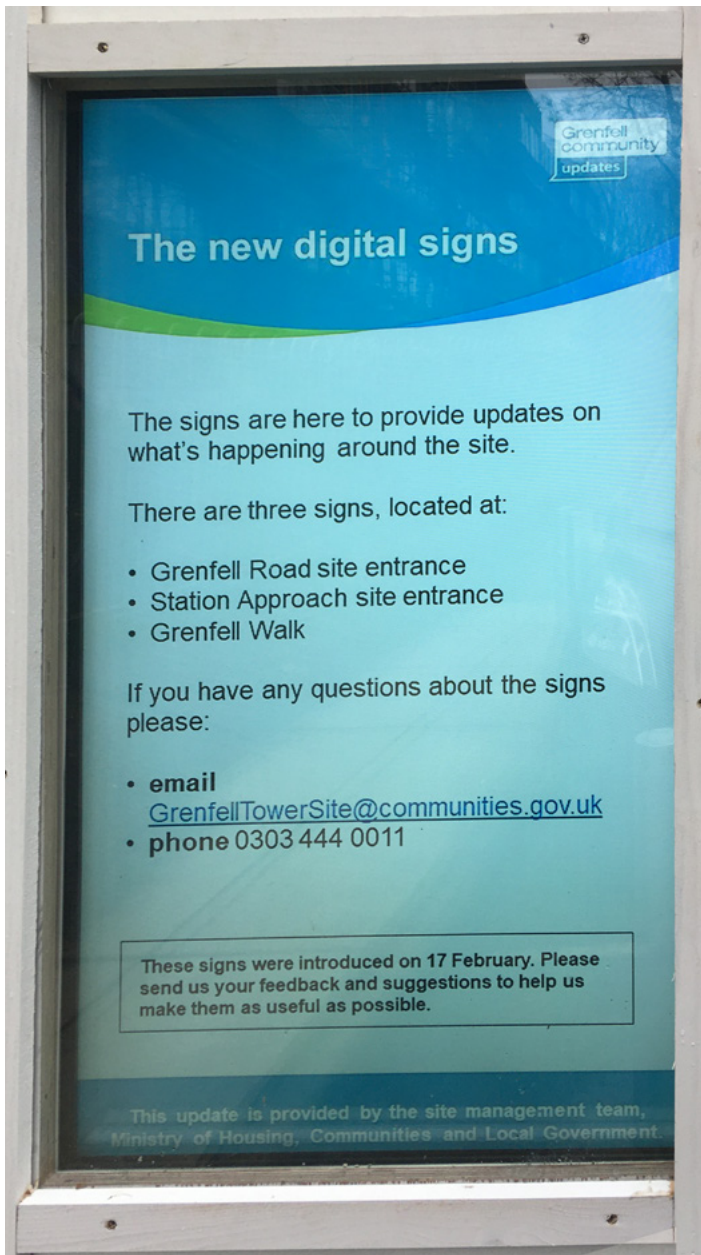 Grenfell
community
updates
The new digital signs
The signs are here to provide updates on
what's happening around the site.
There are three signs, located at:
• Grenfell Road site entrance
• Station Approach site entrance
• Grenfell Walk
If you have any questions about the signs
please:
• email
GrenfellTowerSite@communities.gov.uk
• phone 0303 444 0011
These signs were introduced on 17 February. Please
send us your feedback and suggestions to help us
make them as useful as possible.
This update is provided by the site management team,
Ministry of Housing, Communities and Local Government.